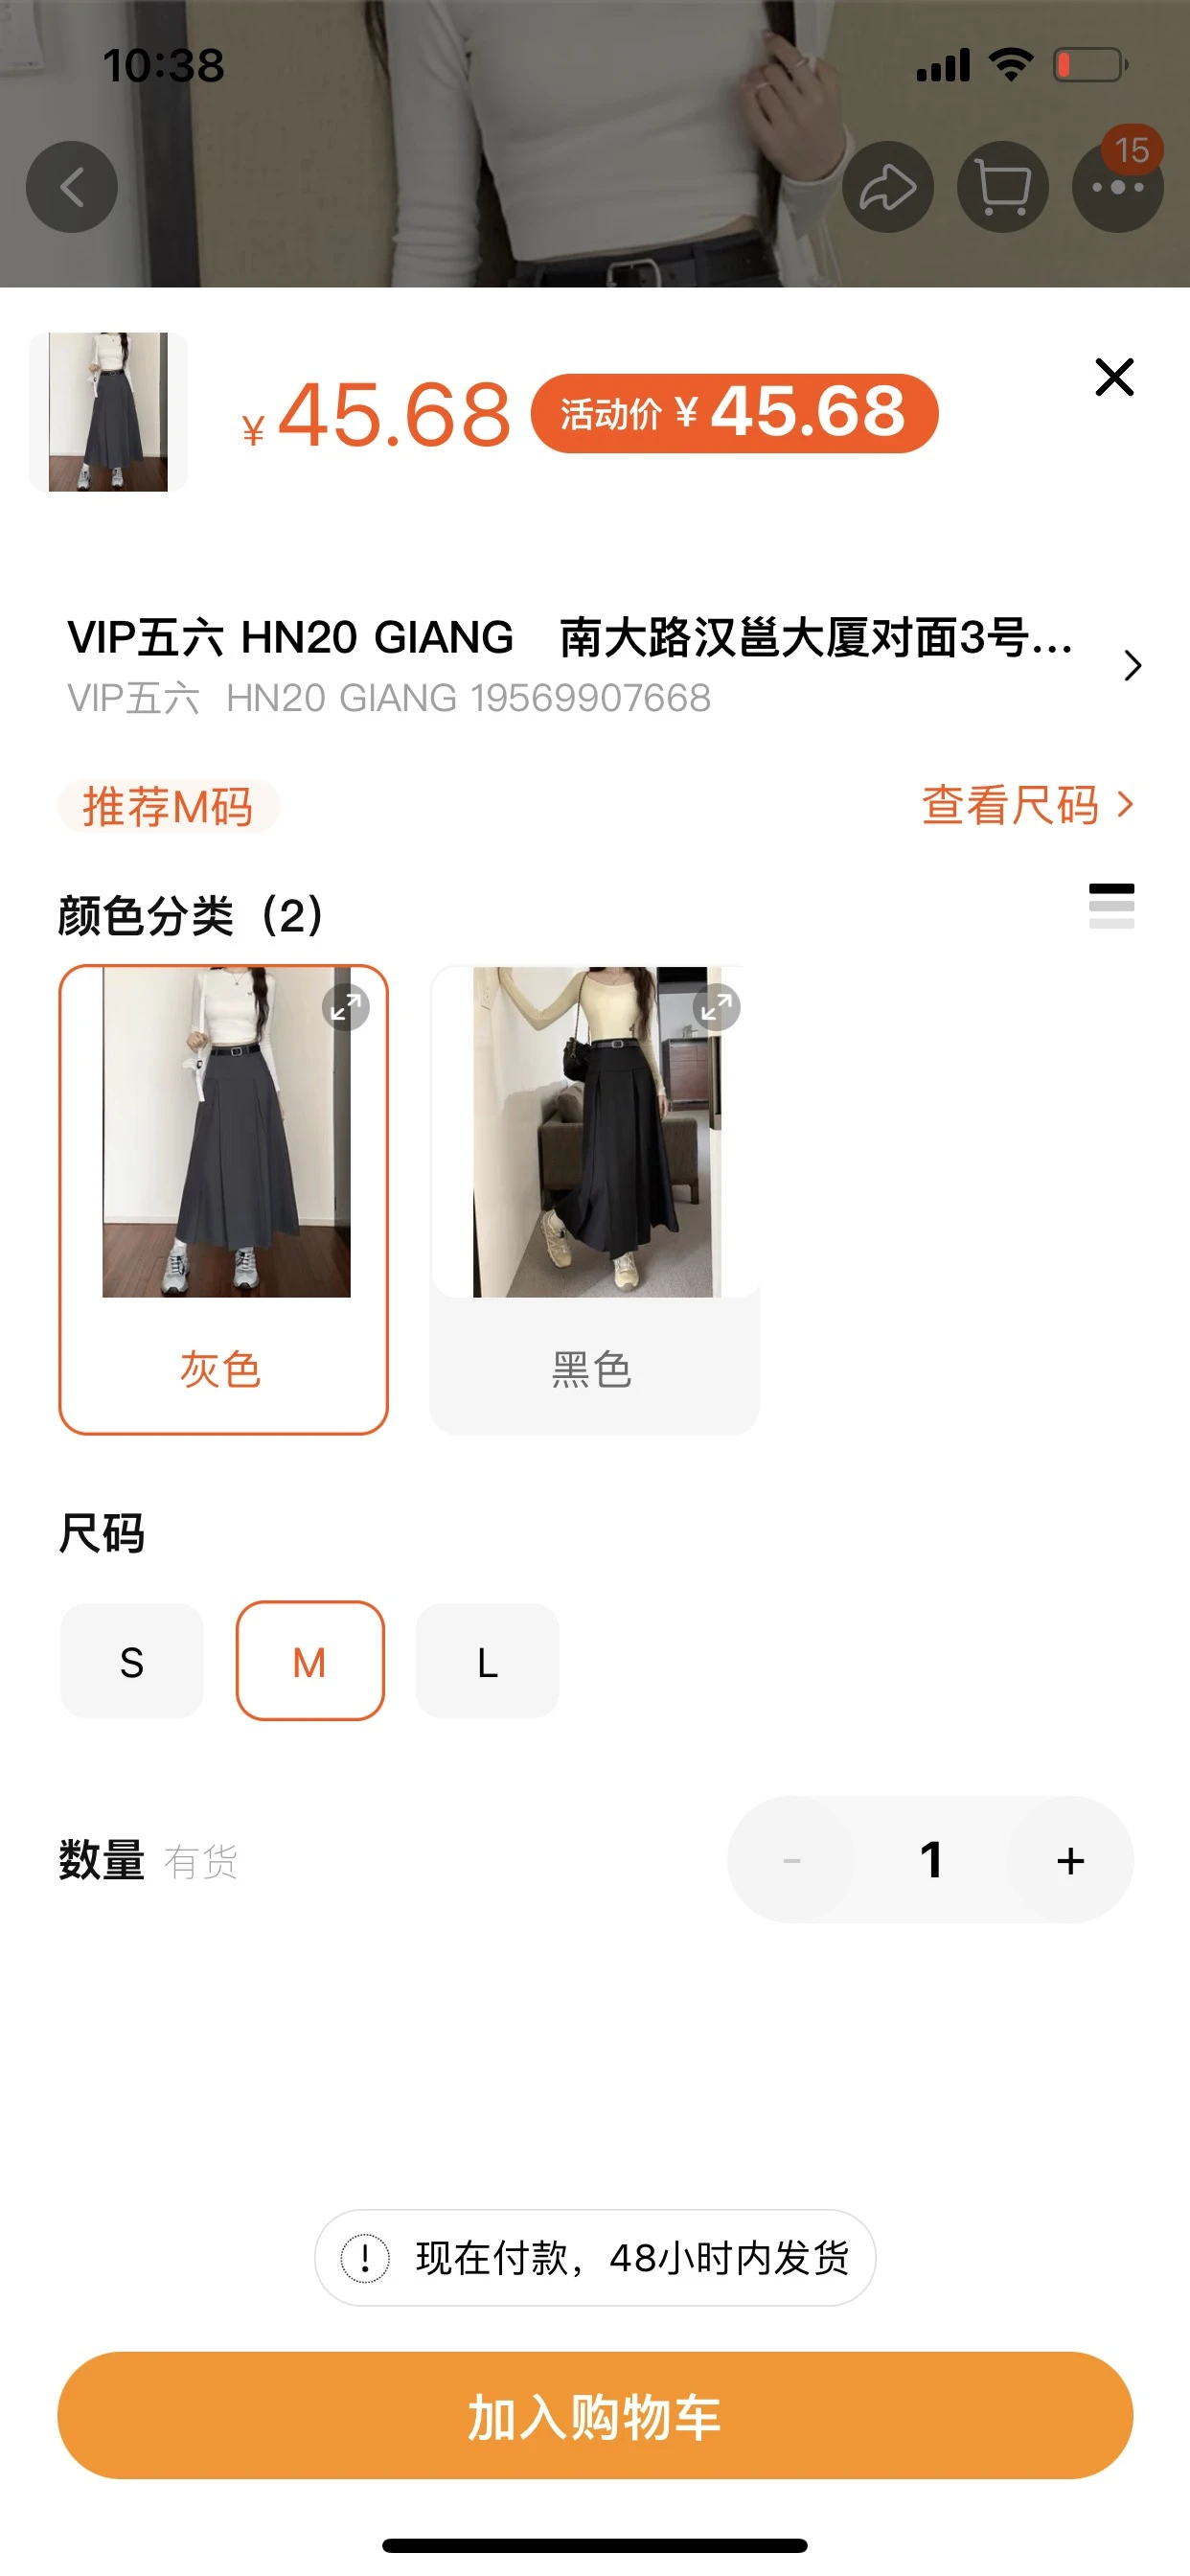 10:38
15
¥45.68 活动价 ¥45.68
VIP五六 HN20 GIANG 南大路汉邕大厦对面3号...
VIP五六 HN20 GIANG 19569907668
推荐M码 查看尺码
颜色分类（2）
灰色 黑色
尺码
S M L
数量 有货 - 1 +
现在付款，48小时内发货
加入购物车